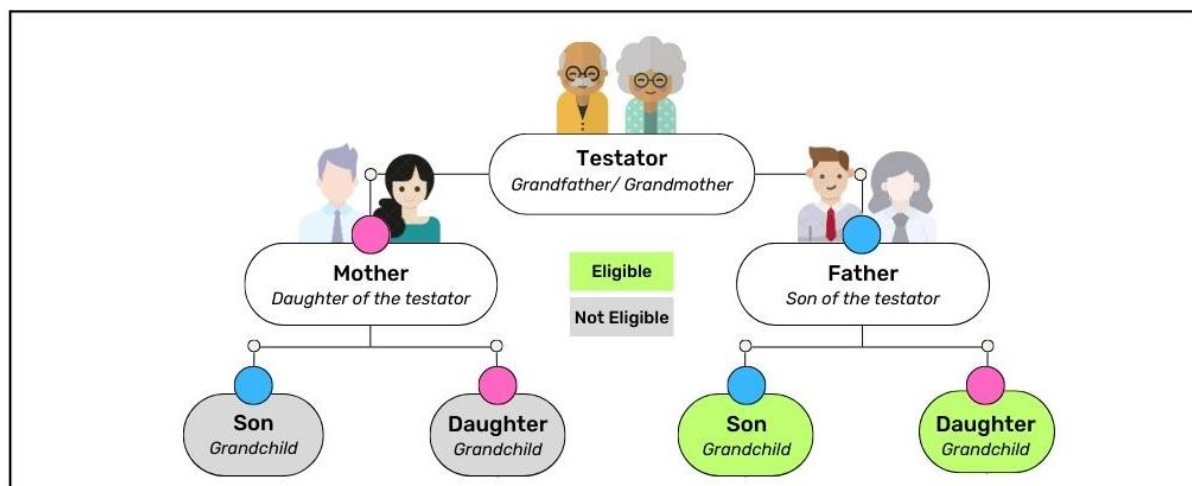 Testator
Grandfather/ Grandmother
Mother
Daughter of the testator
Eligible
Not Eligible
Father
Son of the testator
Son
Grandchild
Daughter
Grandchild
Son
Grandchild
Daughter
Grandchild